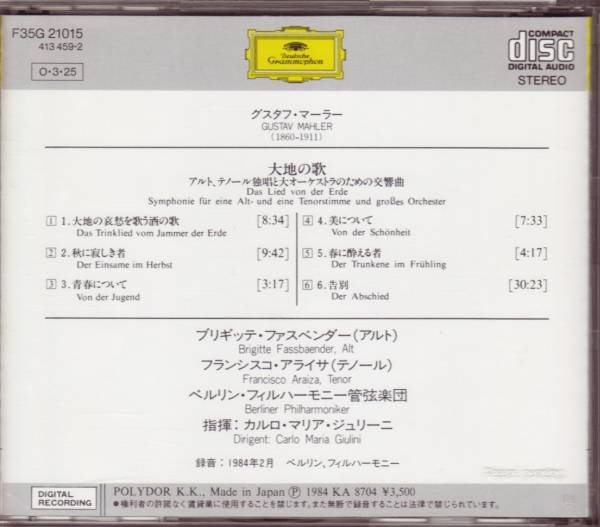 F35G 21015
413 459-2
O・3・25
Deutsche
Grammophon
COMPACT
disc
DIGITAL AUDIO
STEREO
グスタフ・マーラー
GUSTAV MAHLER
(1860-1911)
大地の歌
アルト、テノール独唱と大オーケストラのための交響曲
Das Lied von der Erde
Symphonie für eine Alt- und eine Tenorstimme und großes Orchester
1 1. 大地の哀愁を歌う酒の歌 [8:34]
Das Trinklied vom Jammer der Erde
2 2. 秋に寂しき者 [9:42]
Der Einsame im Herbst
3 3. 青春について [3:17]
Von der Jugend
4 4. 美について [7:33]
Von der Schönheit
5 5. 春に酔える者 [4:17]
Der Trunkene im Frühling
6 6. 告別 [30:23]
Der Abschied
ブリギッテ・ファスベンダー(アルト)
Brigitte Fassbaender, Alt
フランシスコ・アライサ(テノール)
Francisco Araiza, Tenor
ベルリン・フィルハーモニー管弦楽団
Berliner Philharmoniker
指揮：カルロ・マリア・ジュリーニ
Dirigent: Carlo Maria Giulini
録音：1984年2月 ベルリン、フィルハーモニー
DIGITAL
RECORDING
POLYDOR K.K., Made in Japan Ⓟ 1984 KA 8704 ¥3,500
●権利者の許諾なく賃貸業に使用することを禁じます。また無断で録音することは法律で禁じられています。